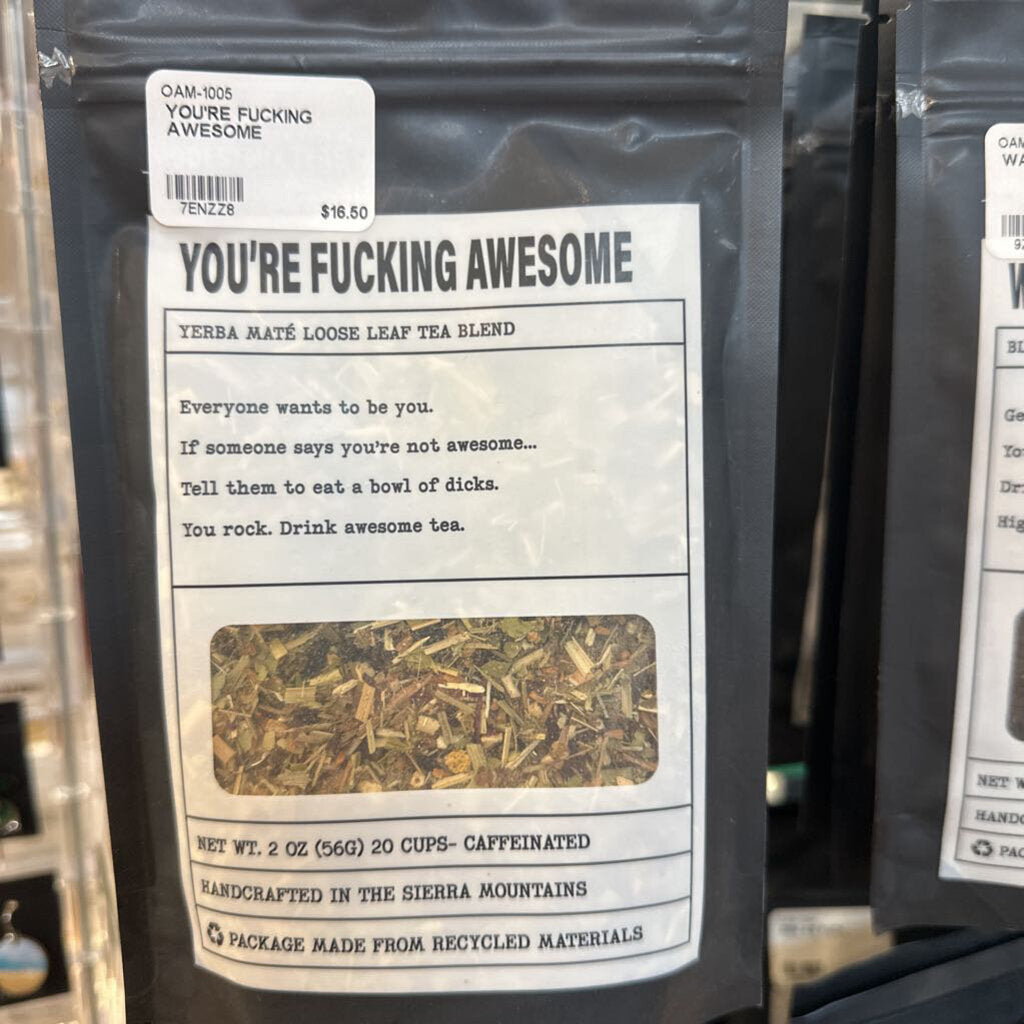 OAM-1005
YOU'RE FUCKING
AWESOME
7ENZZ8
$16.50
YOU'RE FUCKING AWESOME
YERBA MATÉ LOOSE LEAF TEA BLEND
Everyone wants to be you.
If someone says you're not awesome...
Tell them to eat a bowl of dicks.
You rock. Drink awesome tea.
NET WT. 2 OZ (56G) 20 CUPS- CAFFEINATED
HANDCRAFTED IN THE SIERRA MOUNTAINS
PACKAGE MADE FROM RECYCLED MATERIALS
NET